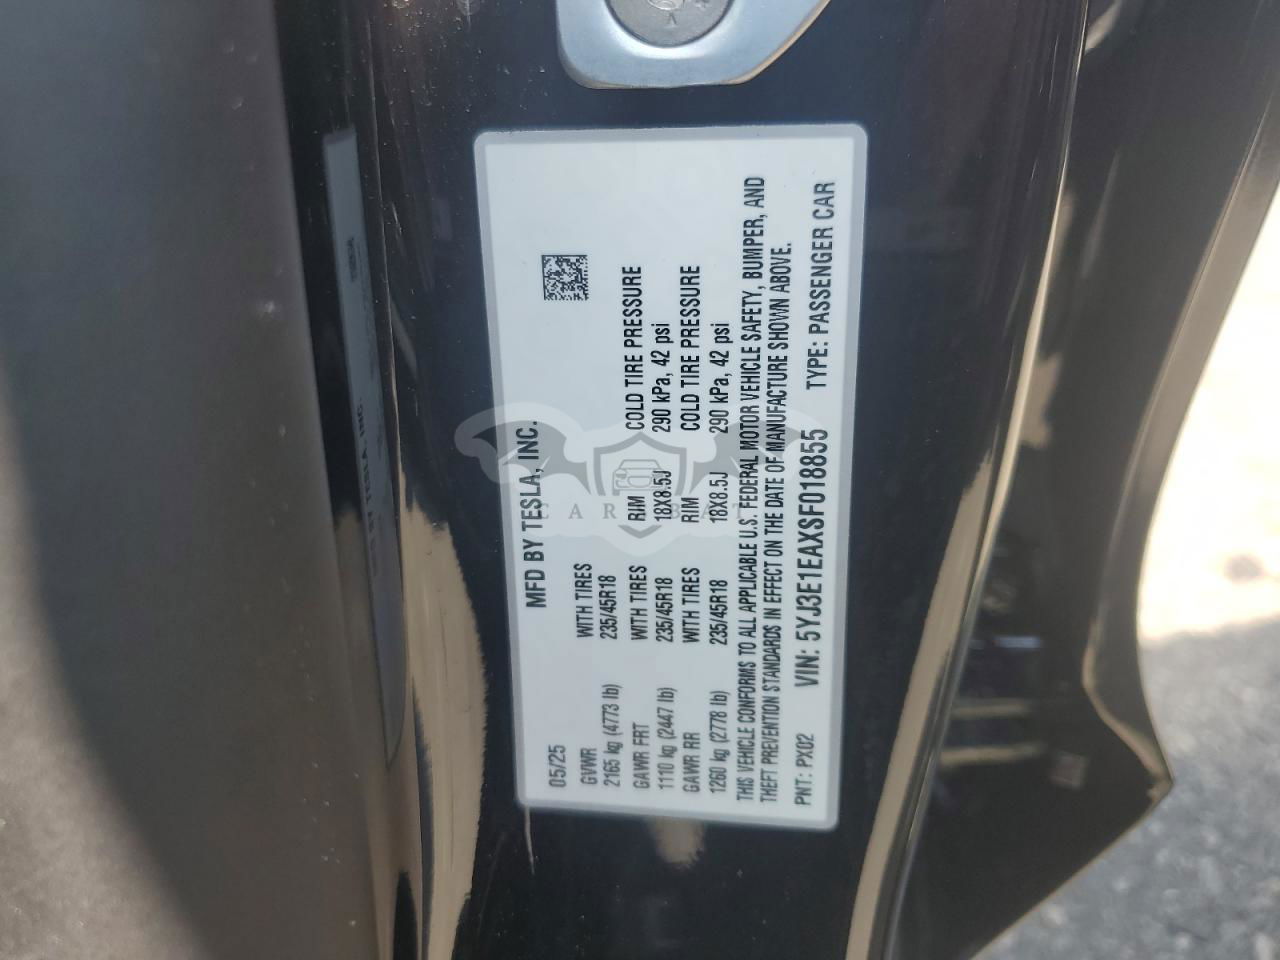 MFD BY TESLA, INC.
05/25
GVWR WITH TIRES RIM COLD TIRE PRESSURE
2165 kg (4773 lb) 235/45R18 18X8.5J 290 kPa, 42 psi
GAWR FRT WITH TIRES RIM COLD TIRE PRESSURE
1110 kg (2447 lb) 235/45R18 18X8.5J 290 kPa, 42 psi
GAWR RR WITH TIRES
1260 kg (2778 lb) 235/45R18
THIS VEHICLE CONFORMS TO ALL APPLICABLE U.S. FEDERAL MOTOR VEHICLE SAFETY, BUMPER, AND
THEFT PREVENTION STANDARDS IN EFFECT ON THE DATE OF MANUFACTURE SHOWN ABOVE.
PNT: PX02 VIN: 5YJ3E1EAXSF018855 TYPE: PASSENGER CAR
CARSBAT